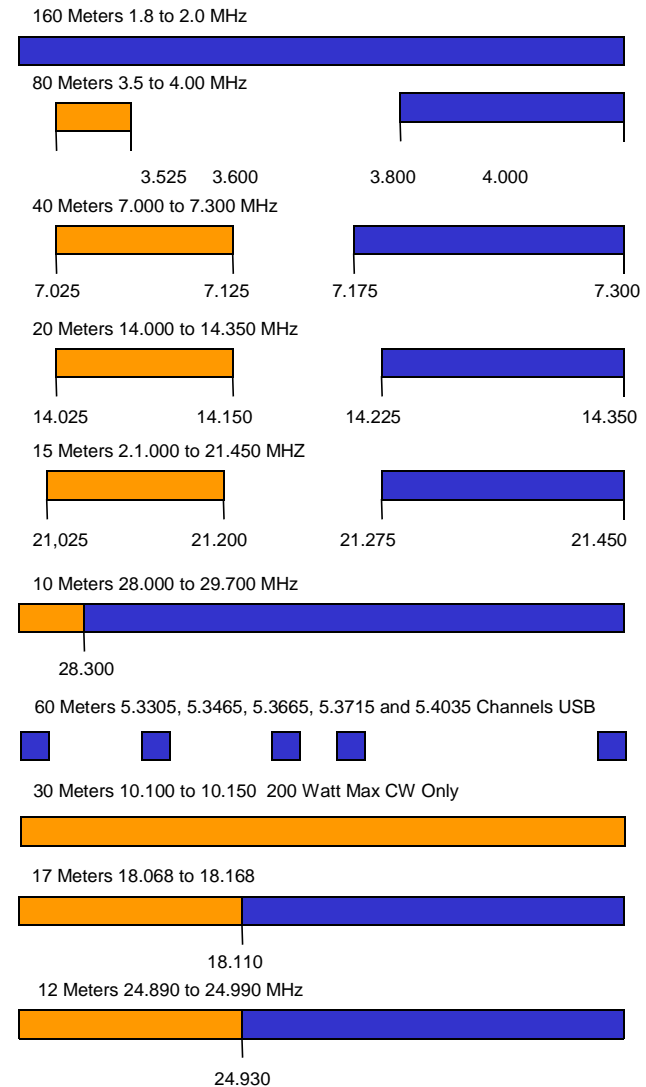 160 Meters 1.8 to 2.0 MHz
80 Meters 3.5 to 4.00 MHz
3.525 3.600 3.800 4.000
40 Meters 7.000 to 7.300 MHz
7.025 7.125 7.175 7.300
20 Meters 14.000 to 14.350 MHz
14.025 14.150 14.225 14.350
15 Meters 2.1.000 to 21.450 MHZ
21,025 21.200 21.275 21.450
10 Meters 28.000 to 29.700 MHz
28.300
60 Meters 5.3305, 5.3465, 5.3665, 5.3715 and 5.4035 Channels USB
30 Meters 10.100 to 10.150 200 Watt Max CW Only
17 Meters 18.068 to 18.168
18.110
12 Meters 24.890 to 24.990 MHz
24.930